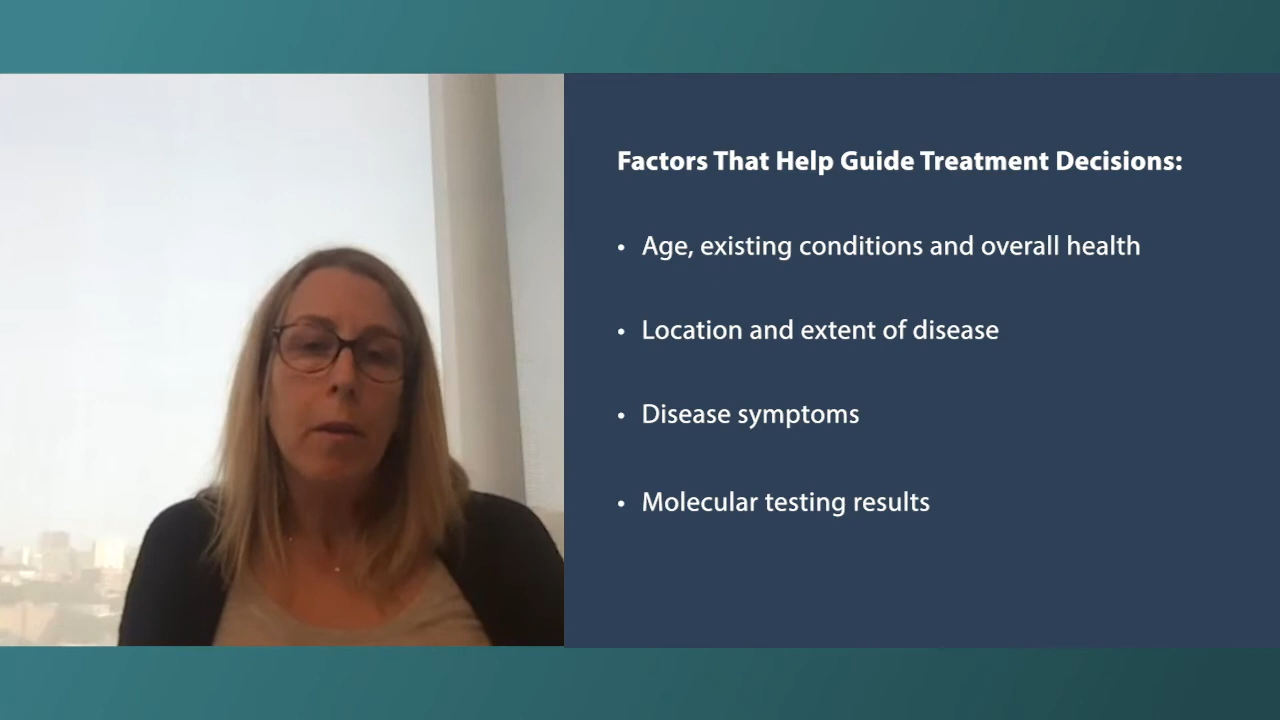 Factors That Help Guide Treatment Decisions:
• Age, existing conditions and overall health
• Location and extent of disease
• Disease symptoms
• Molecular testing results